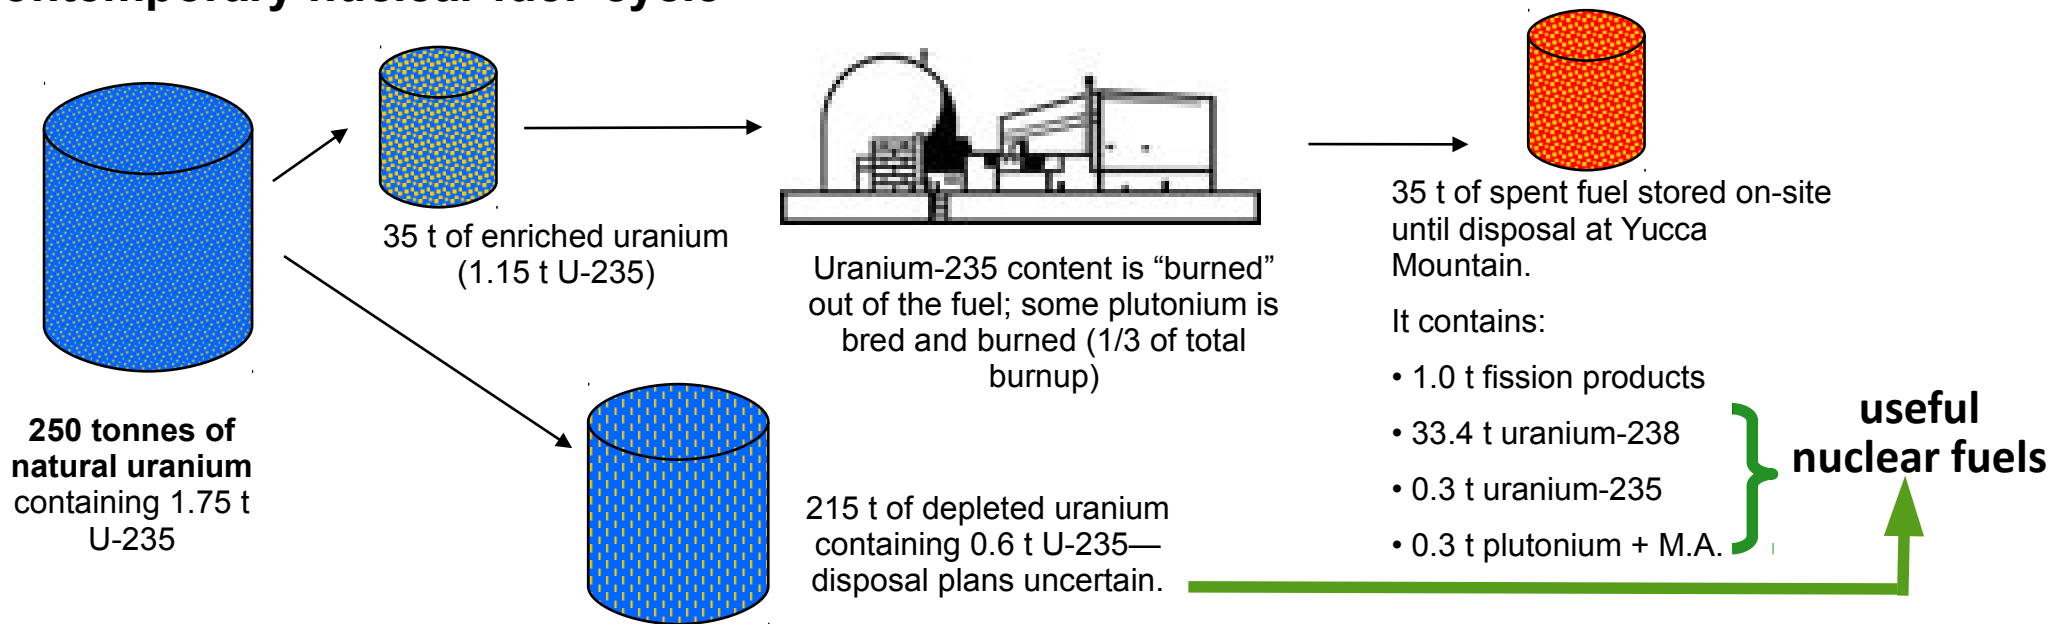 contemporary nuclear fuel cycle
35 t of enriched uranium
(1.15 t U-235)
250 tonnes of
natural uranium
containing 1.75 t
U-235
215 t of depleted uranium
containing 0.6 t U-235—
disposal plans uncertain.
Uranium-235 content is “burned”
out of the fuel; some plutonium is
bred and burned (1/3 of total
burnup)
35 t of spent fuel stored on-site
until disposal at Yucca
Mountain.
It contains:
• 1.0 t fission products
• 33.4 t uranium-238
• 0.3 t uranium-235
• 0.3 t plutonium + M.A.
useful
nuclear fuels